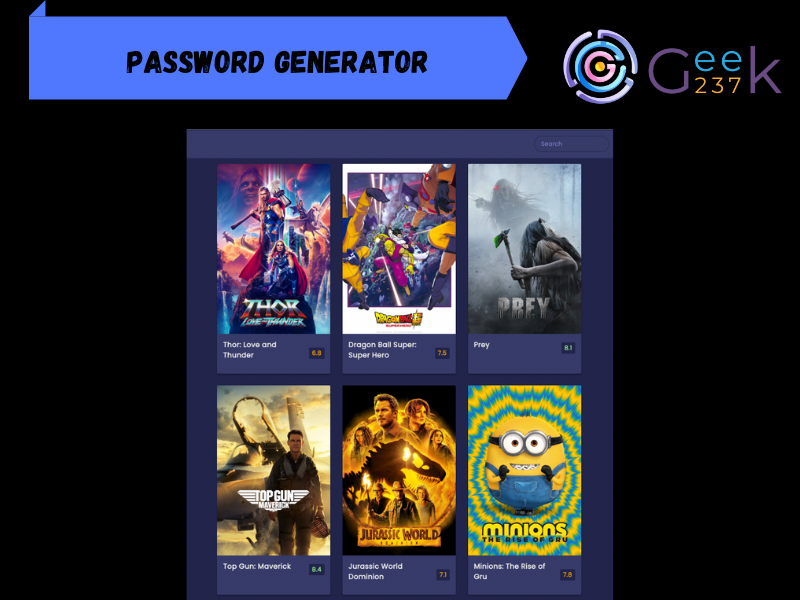 PASSWORD GENERATOR
Geek
237
Search
THOR
LOVE AND THUNDER
DRAGON BALL SUPER
SUPER HERO
PREY
Thor: Love and
Thunder
6.8
Dragon Ball Super:
Super Hero
7.5
Prey
8.1
TOP GUN
MAVERICK
JURASSIC WORLD
DOMINION
MINIONS
THE RISE OF GRU
Top Gun: Maverick
8.4
Jurassic World
Dominion
7.1
Minions: The Rise of
Gru
7.8